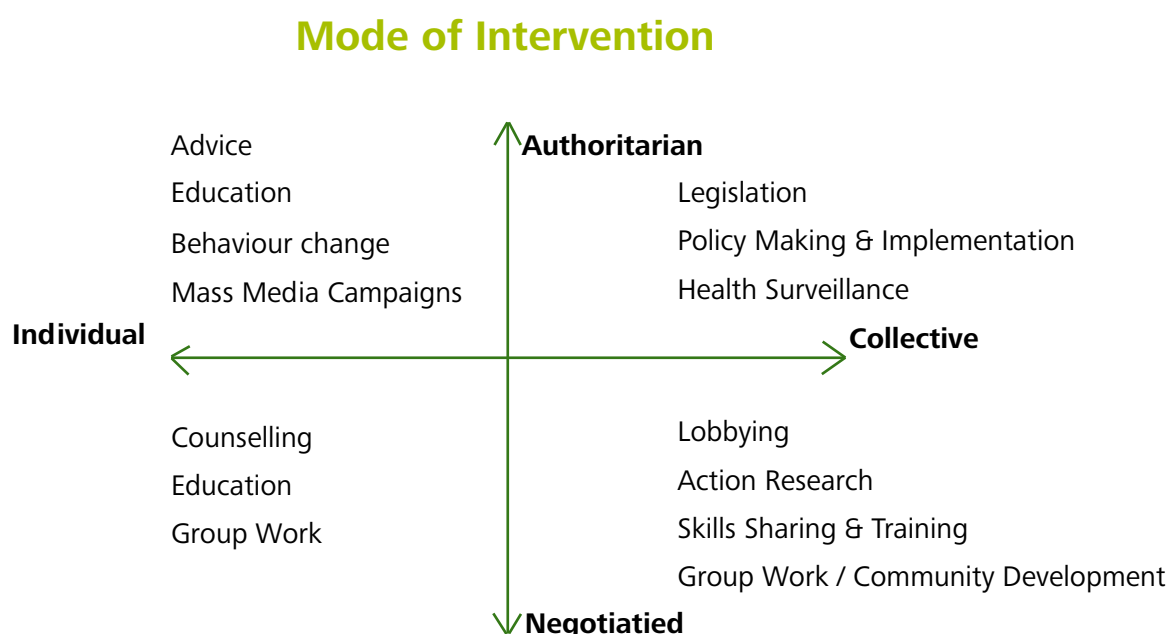 Mode of Intervention
Advice
Authoritarian
Education
Legislation
Behaviour change
Policy Making & Implementation
Mass Media Campaigns
Health Surveillance
Individual
Collective
Counselling
Lobbying
Education
Action Research
Group Work
Skills Sharing & Training
Group Work / Community Development
Negotiatied